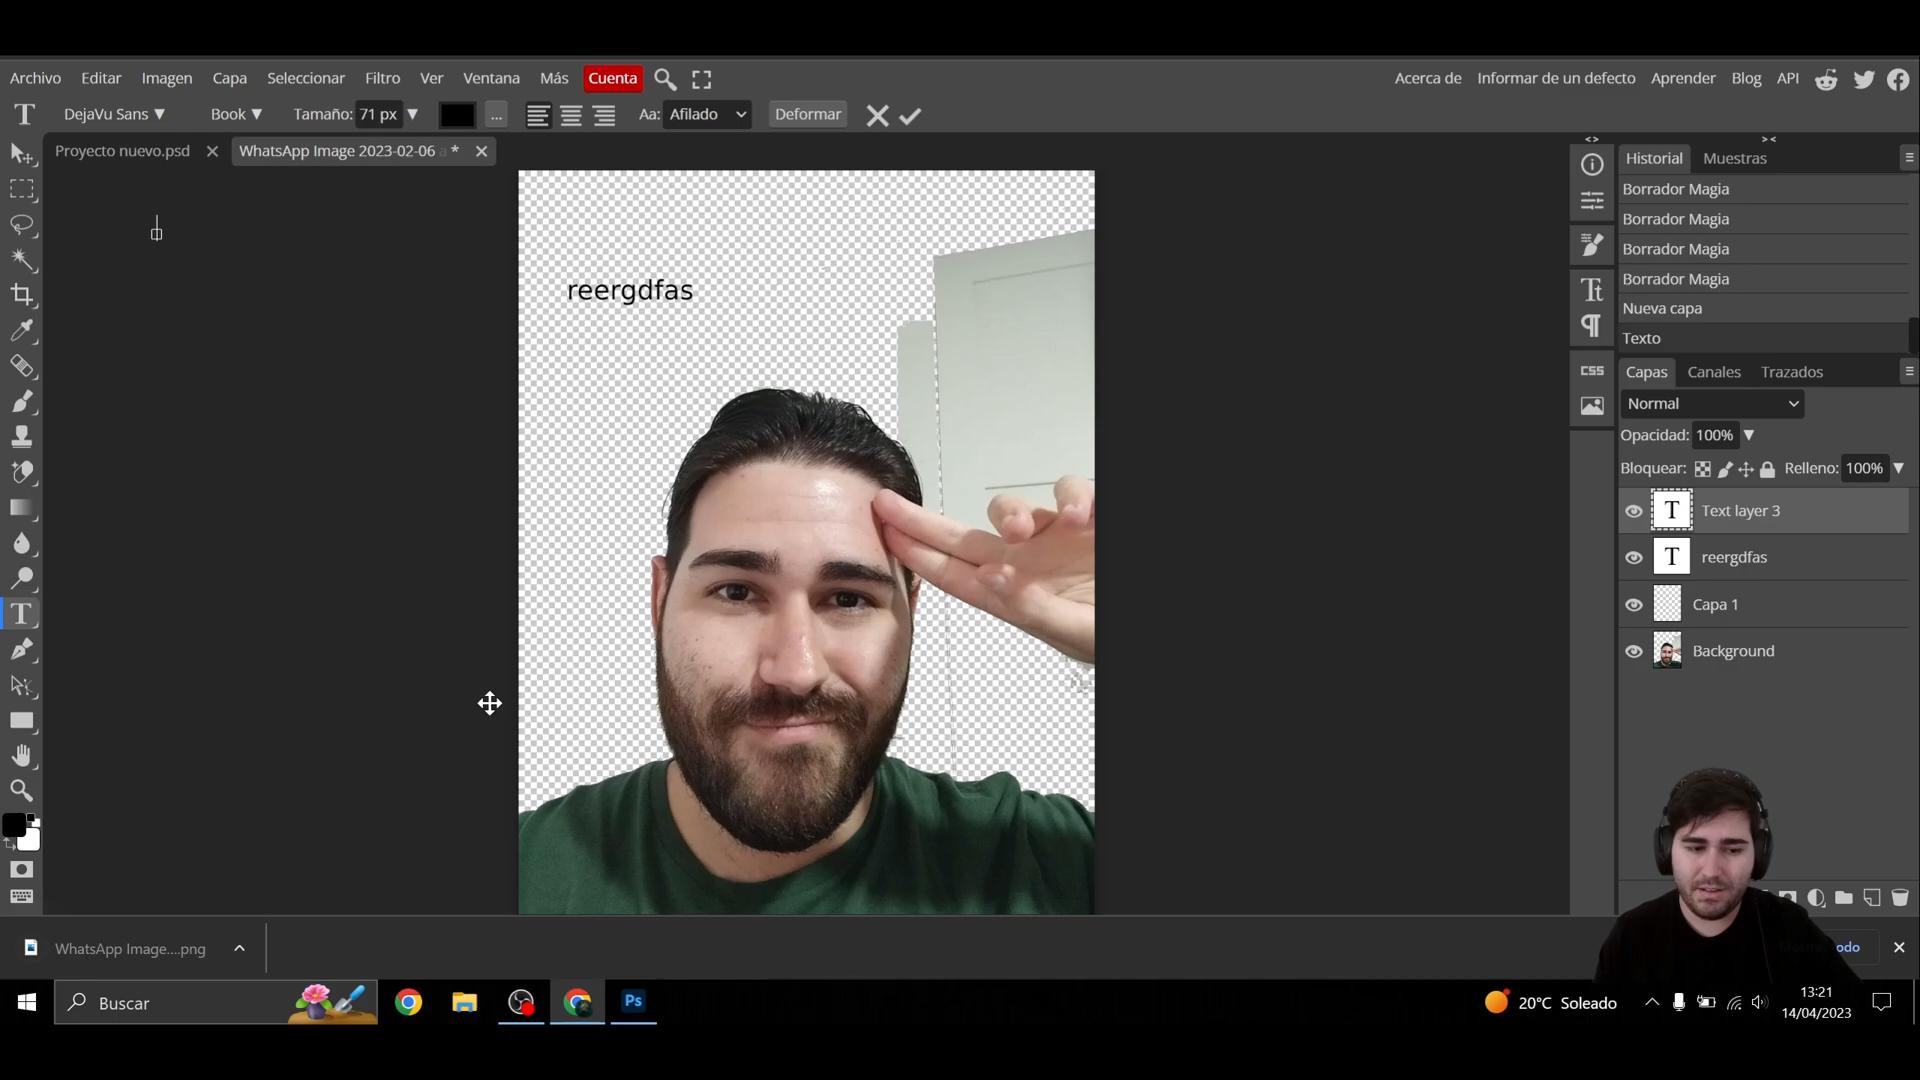 Archivo Editar Imagen Capa Seleccionar Filtro Ver Ventana Más Cuenta Acerca de Informar de un defecto Aprender Blog API
T DejaVu Sans Book Tamaño: 71 px ... Aa: Afilado Deformar
Proyecto nuevo.psd WhatsApp Image 2023-02-06 a *
Historial Muestras
Borrador Magia
Borrador Magia
Borrador Magia
Borrador Magia
Nueva capa
Texto
reergdfas
CSS
Capas Canales Trazados
Normal
Opacidad: 100%
Bloquear: Relleno: 100%
T Text layer 3
T reergdfas
Capa 1
Background
T
WhatsApp Image....png
odo
Buscar
Ps
20°C Soleado
13:21
14/04/2023